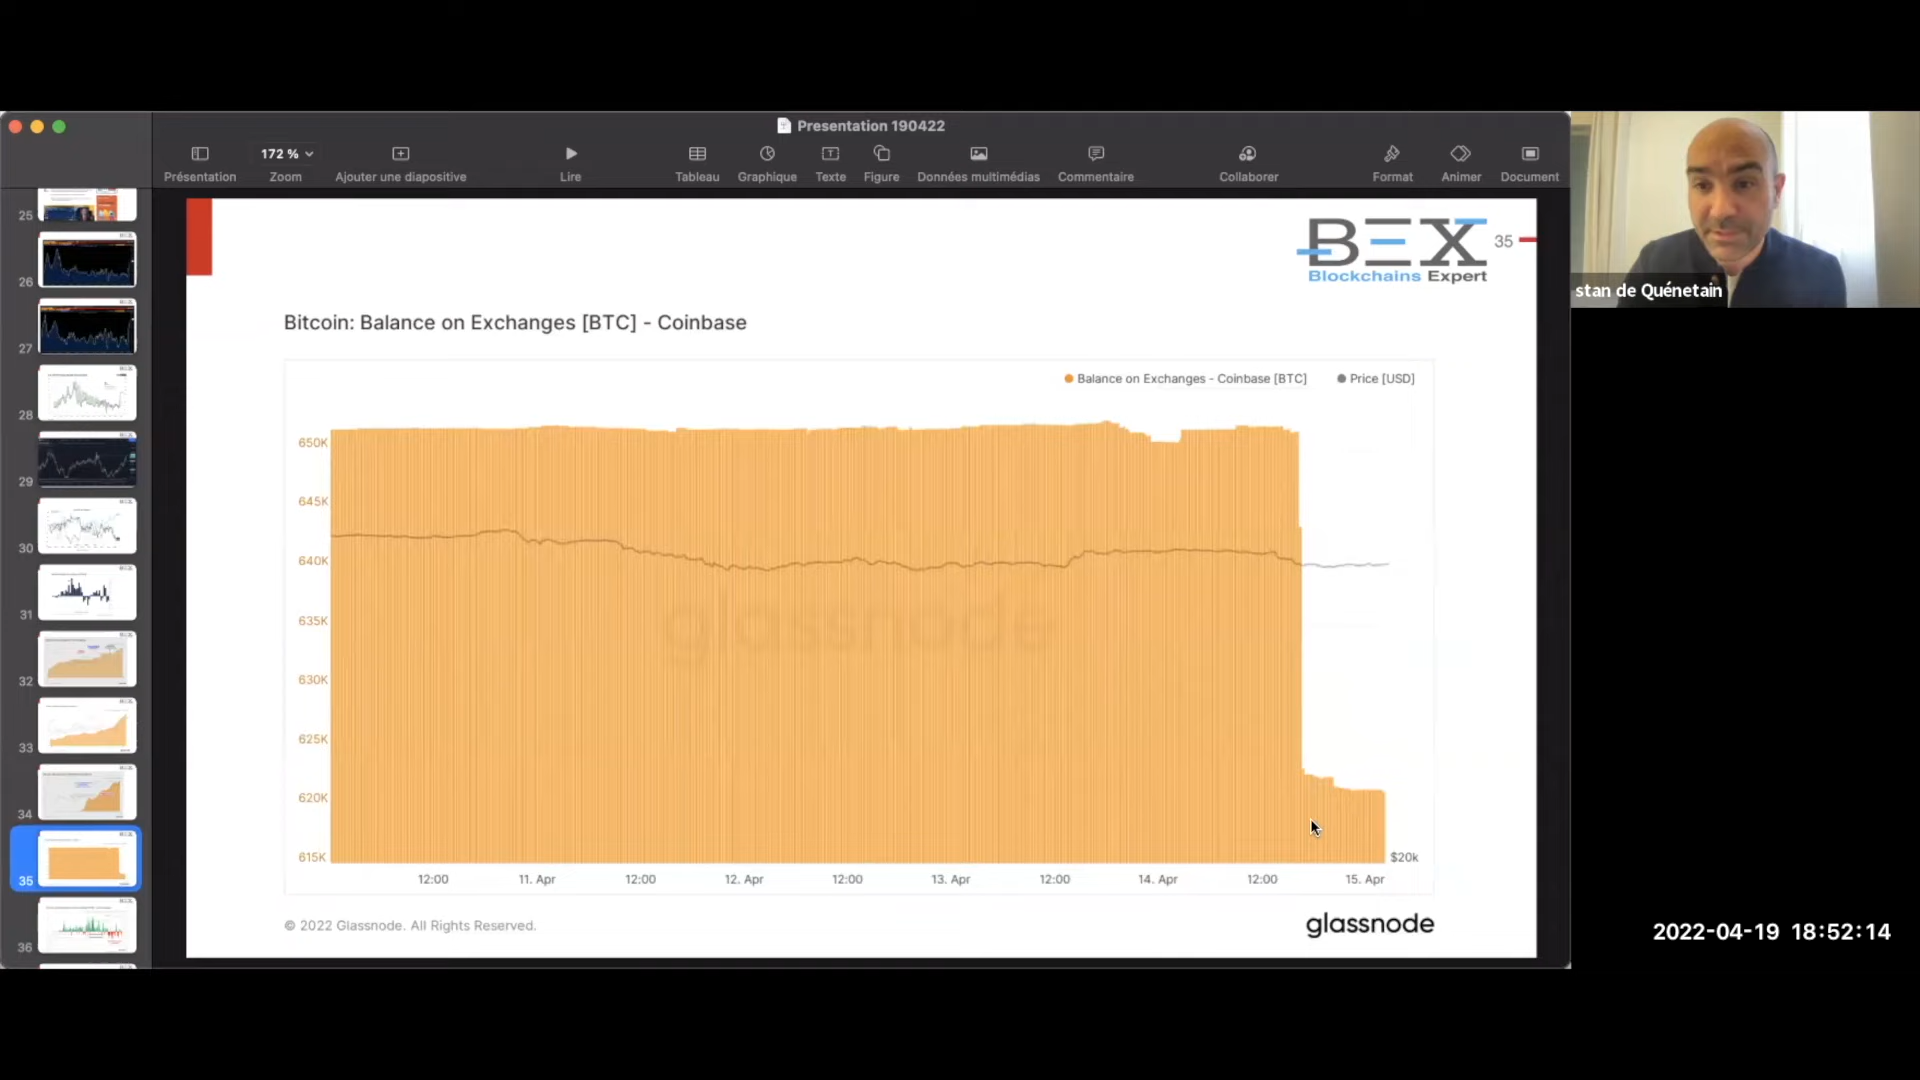 Presentation 190422
172 %
Présentation
Zoom
Ajouter une diapositive
Lire
Tableau
Graphique
Texte
Figure
Données multimédias
Commentaire
Collaborer
Format
Animer
Document
25
26
27
28
29
30
31
32
33
34
35
36
BEX
Blockchains Expert
35
Bitcoin: Balance on Exchanges [BTC] - Coinbase
Balance on Exchanges - Coinbase [BTC]
Price [USD]
650K
645K
640K
635K
630K
625K
620K
615K
$20k
glassnode
12:00
11. Apr
12:00
12. Apr
12:00
13. Apr
12:00
14. Apr
12:00
15. Apr
© 2022 Glassnode. All Rights Reserved.
glassnode
stan de Quénetain
2022-04-19 18:52:14